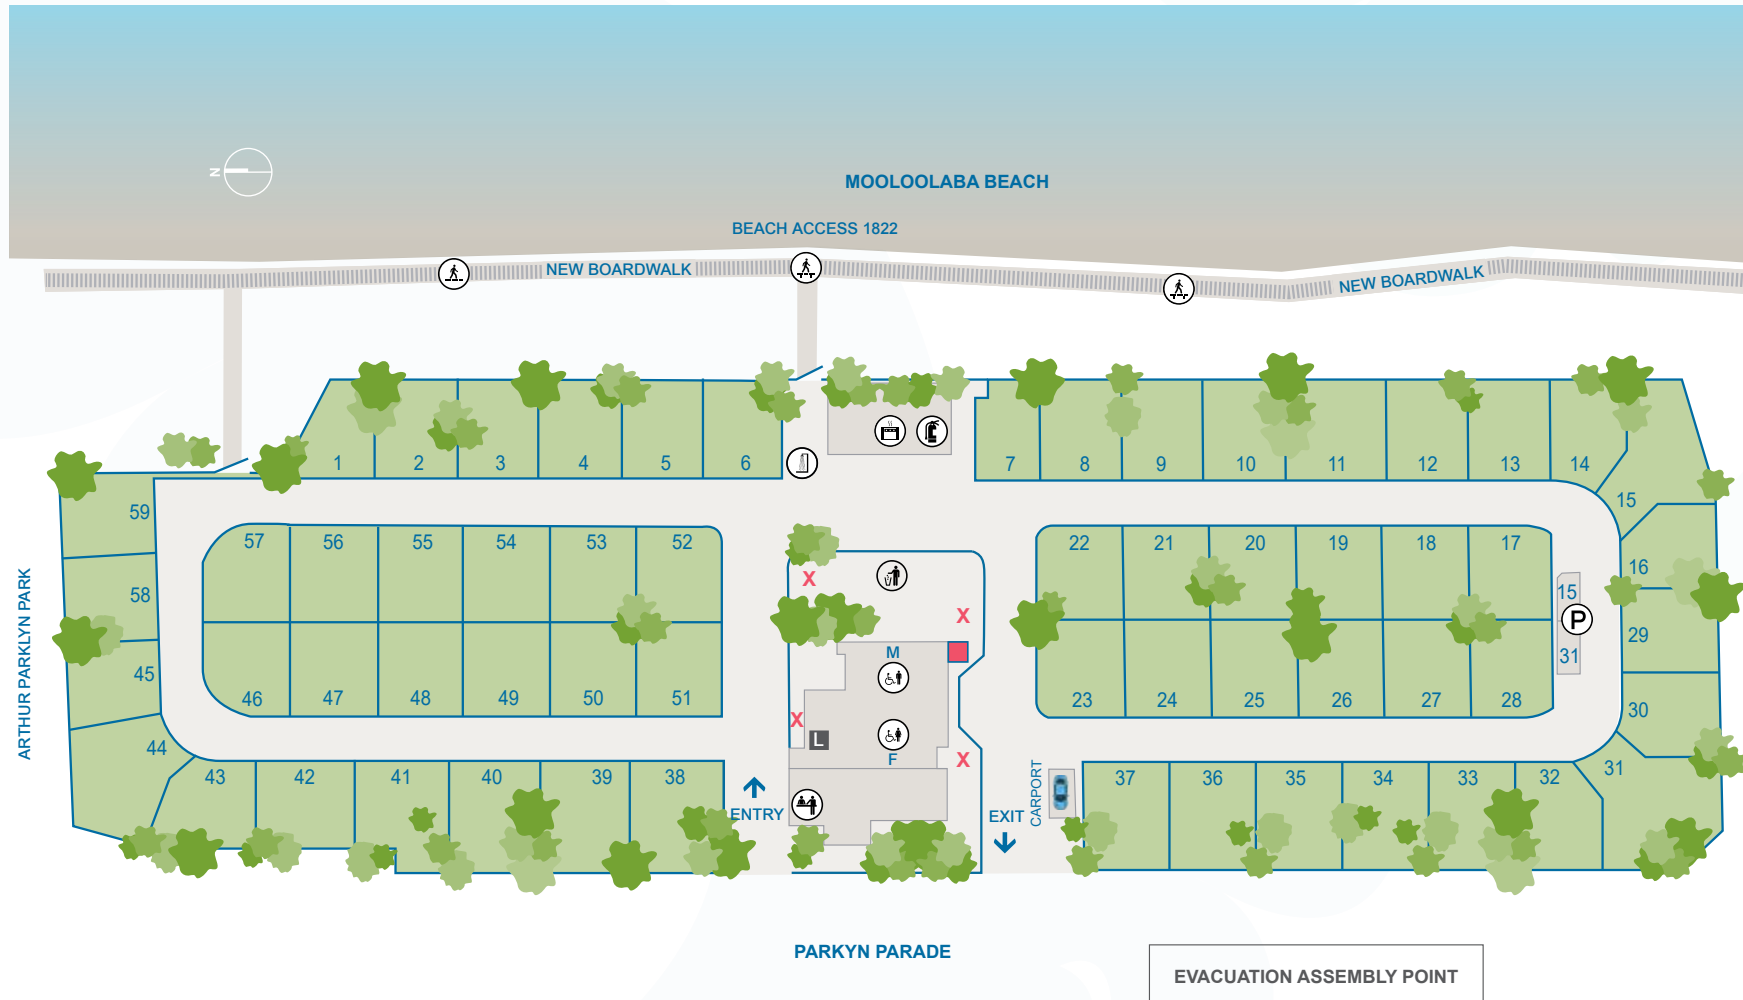 N
MOOLOOLABA BEACH
BEACH ACCESS 1822
NEW BOARDWALK
NEW BOARDWALK
1 2 3 4 5 6 7 8 9 10 11 12 13 14
15
59
57 56 55 54 53 52 22 21 20 19 18 17
16
58
X
15
P
X
29
31
ARTHUR PARKLYN PARK
45
M
46 47 48 49 50 51 23 24 25 26 27 28
30
X
L
44
F
X
43 42 41 40 39 38 37 36 35 34 33 32 31
CARPORT
ENTRY
EXIT
PARKYN PARADE
EVACUATION ASSEMBLY POINT